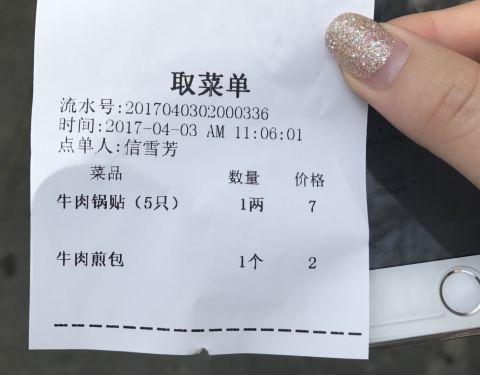 取菜单
流水号:2017040302000336
时间:2017-04-03 AM 11:06:01
点单人:信雪芳
菜品 数量 价格
牛肉锅贴（5只） 1两 7
牛肉煎包 1个 2